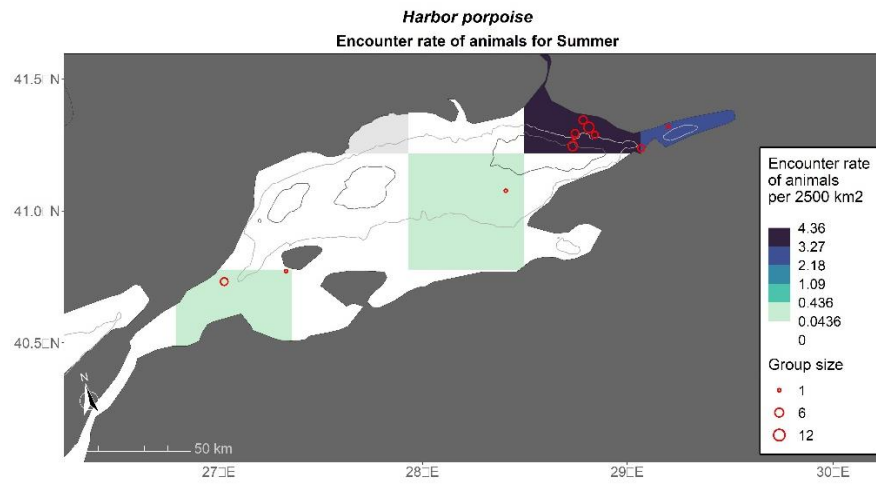 Harbor porpoise
Encounter rate of animals for Summer
41.5□N
41.0□N
40.5□N
N
50 km
27□E
28□E
29□E
30□E
Encounter rate
of animals
per 2500 km2
4.36
3.27
2.18
1.09
0.436
0.0436
0
Group size
1
6
12